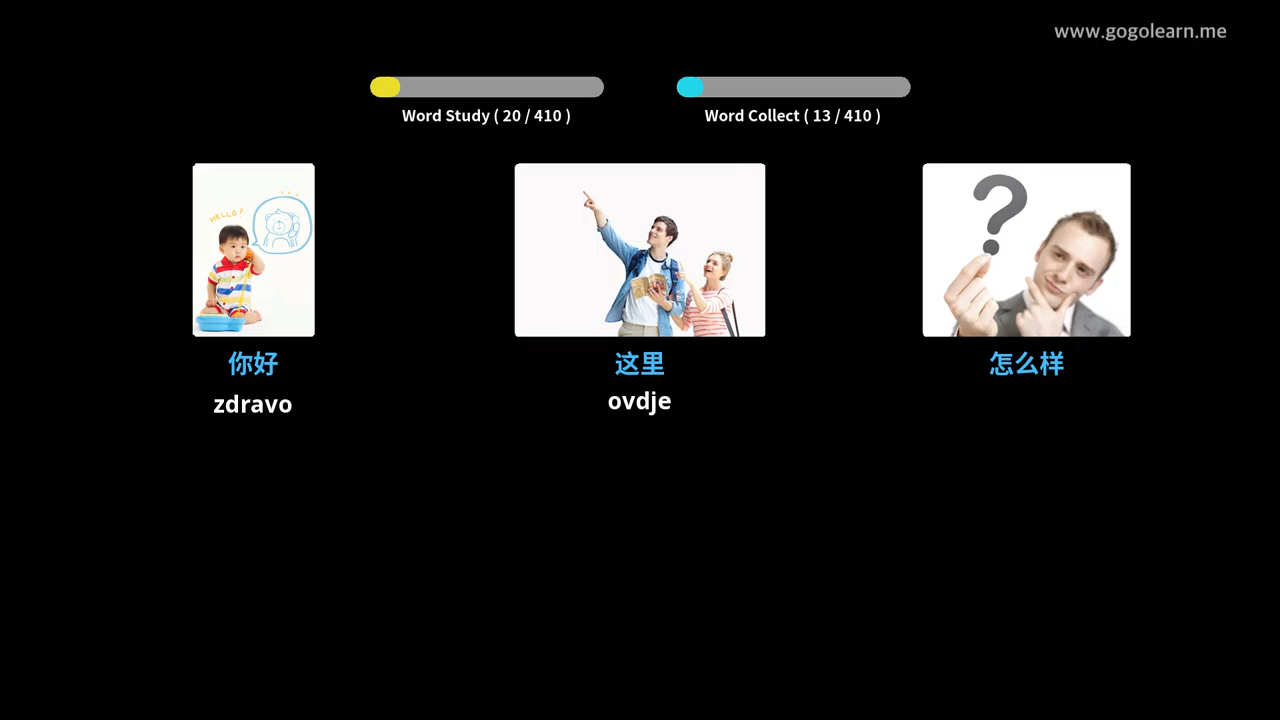 www.gogolearn.me
Word Study ( 20 / 410 )
Word Collect ( 13 / 410 )
HELLO?
你好
这里
怎么样
zdravo
ovdje